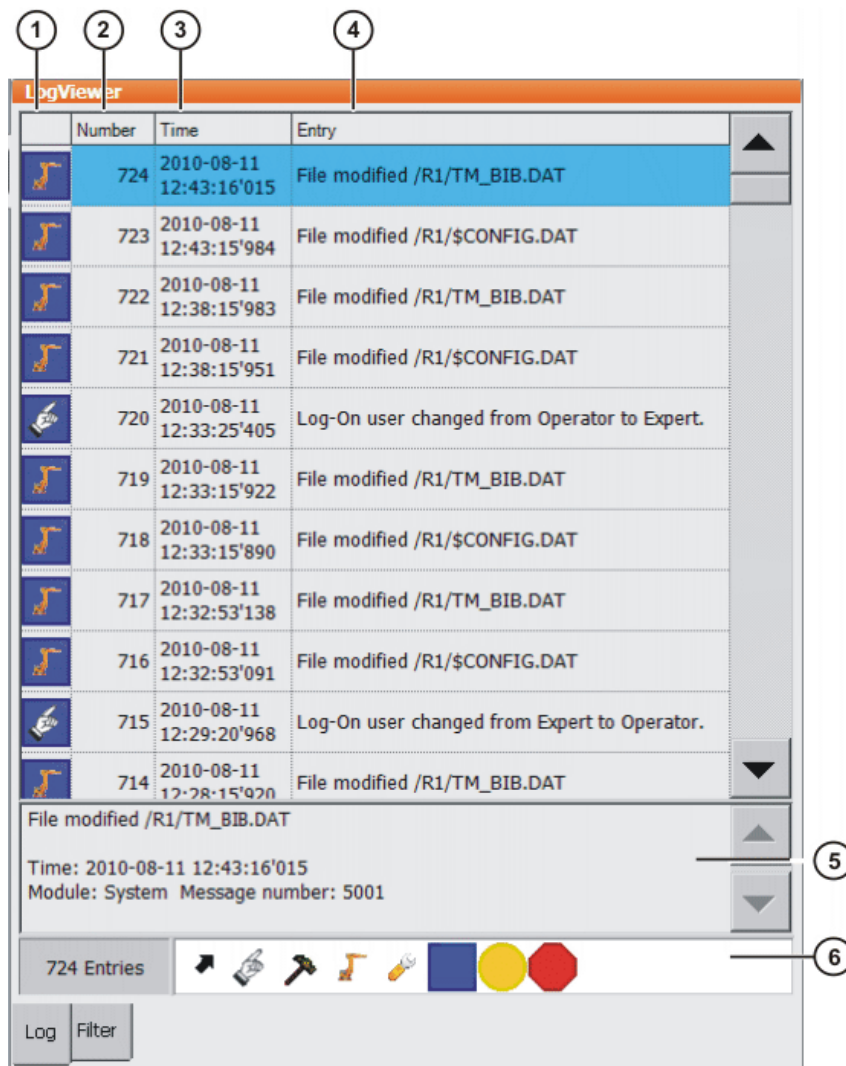 1 2 3 4
LogViewer
Number Time Entry
724 2010-08-11 12:43:16'015 File modified /R1/TM_BIB.DAT
723 2010-08-11 12:43:15'984 File modified /R1/$CONFIG.DAT
722 2010-08-11 12:38:15'983 File modified /R1/TM_BIB.DAT
721 2010-08-11 12:38:15'951 File modified /R1/$CONFIG.DAT
720 2010-08-11 12:33:25'405 Log-On user changed from Operator to Expert.
719 2010-08-11 12:33:15'922 File modified /R1/TM_BIB.DAT
718 2010-08-11 12:33:15'890 File modified /R1/$CONFIG.DAT
717 2010-08-11 12:32:53'138 File modified /R1/TM_BIB.DAT
716 2010-08-11 12:32:53'091 File modified /R1/$CONFIG.DAT
715 2010-08-11 12:29:20'968 Log-On user changed from Expert to Operator.
714 2010-08-11 12:28:15'920 File modified /R1/TM_BIB.DAT
File modified /R1/TM_BIB.DAT
Time: 2010-08-11 12:43:16'015
5
Module: System Message number: 5001
724 Entries
6
Log Filter